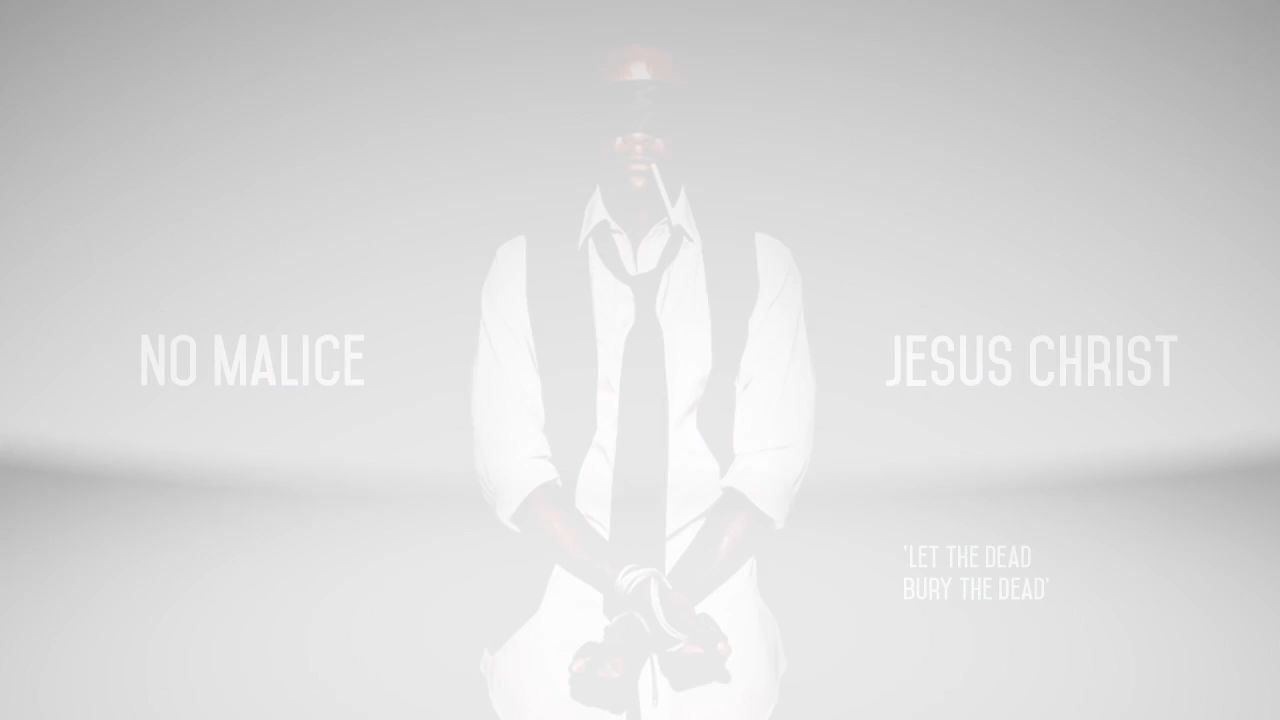 NO MALICE
JESUS CHRIST
'LET THE DEAD
BURY THE DEAD'